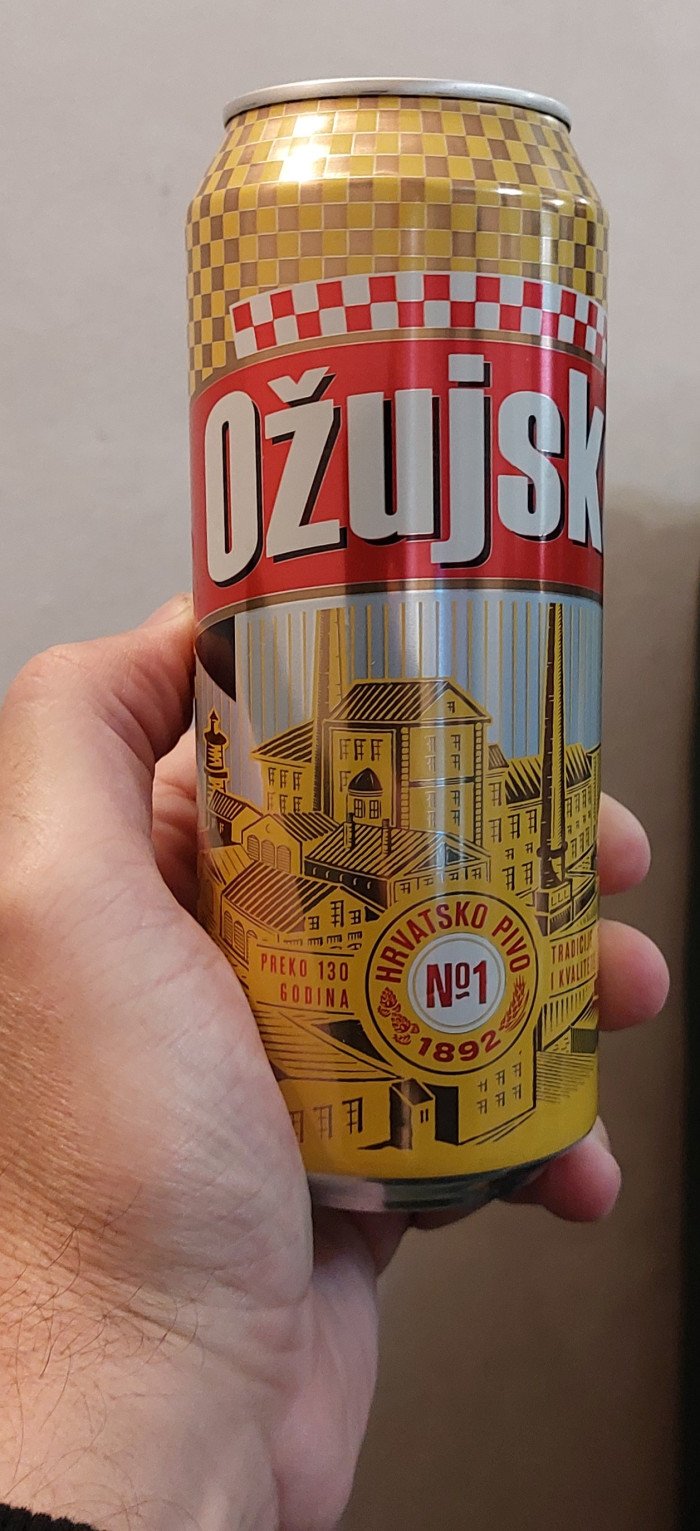 Ožujsk
HRVATSKO PIVO
Nº1
1892
PREKO 130
GODINA
I